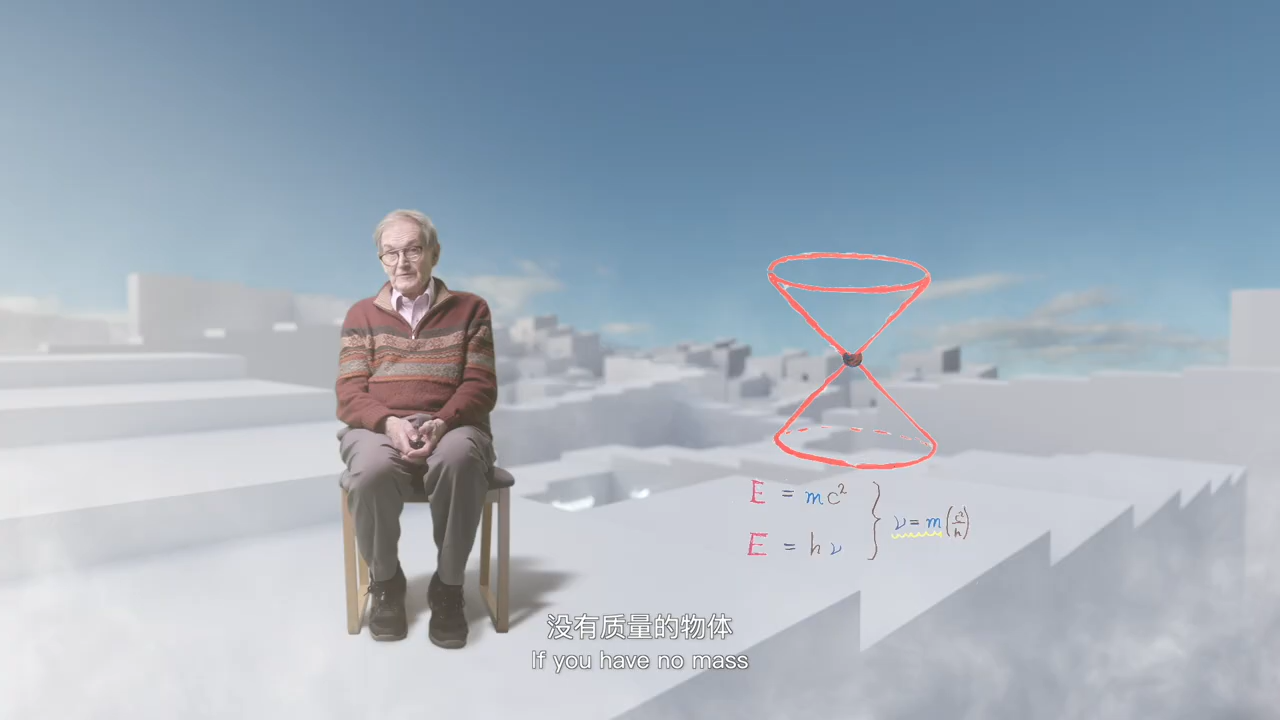 E = mc²
E = hν
ν = m(c²/h)
没有质量的物体
If you have no mass